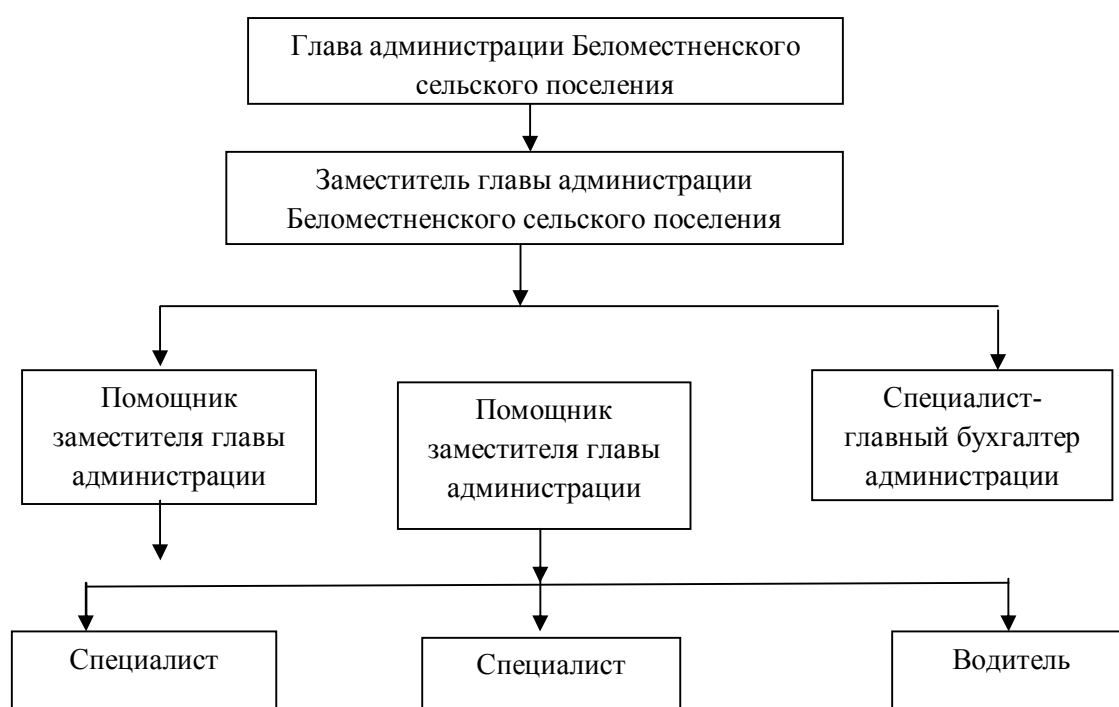 Глава администрации Беломестненского
сельского поселения
Заместитель главы администрации
Беломестненского сельского поселения
Помощник
заместителя главы
администрации
Помощник
заместителя главы
администрации
Специалист-
главный бухгалтер
администрации
Специалист
Специалист
Водитель